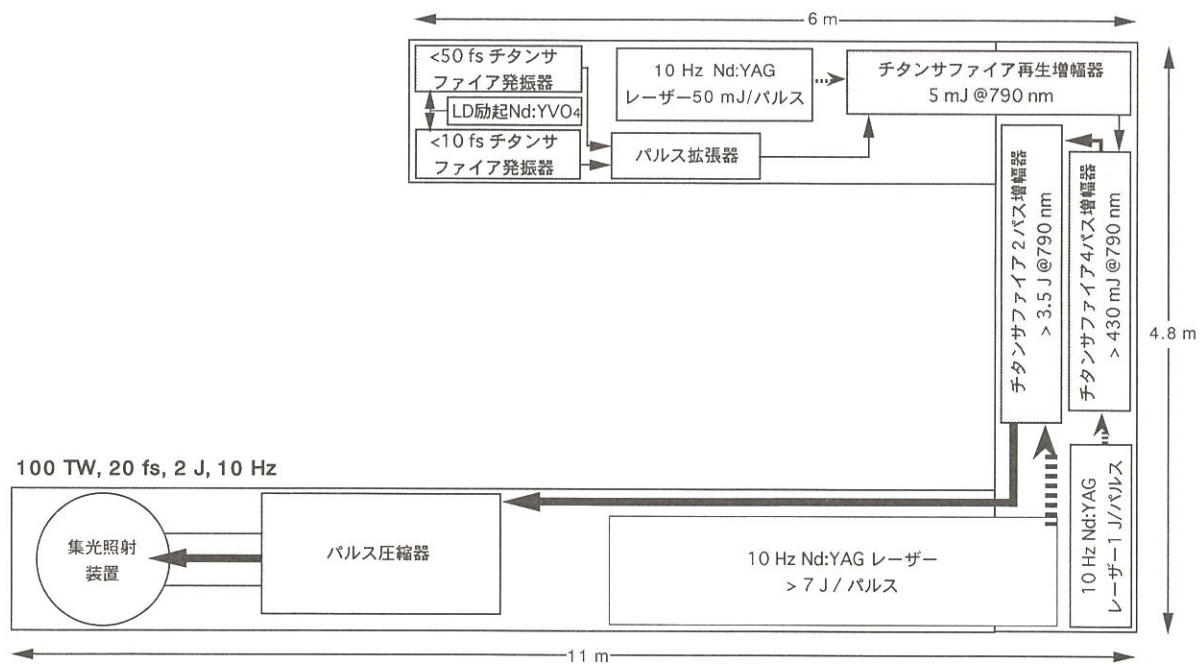 6 m
<50 fs チタンサ
ファイア発振器
LD励起Nd:YVO4
<10 fs チタンサ
ファイア発振器
10 Hz Nd:YAG
レーザー50 mJ/パルス
チタンサファイア再生増幅器
5 mJ @790 nm
パルス拡張器
チタンサファイア 2 パス増幅器
> 3.5 J @790 nm
チタンサファイア4パス増幅器
> 430 mJ @790 nm
4.8 m
100 TW, 20 fs, 2 J, 10 Hz
集光照射
装置
パルス圧縮器
10 Hz Nd:YAG レーザー
> 7 J / パルス
10 Hz Nd:YAG
レーザー1 J/パルス
11 m